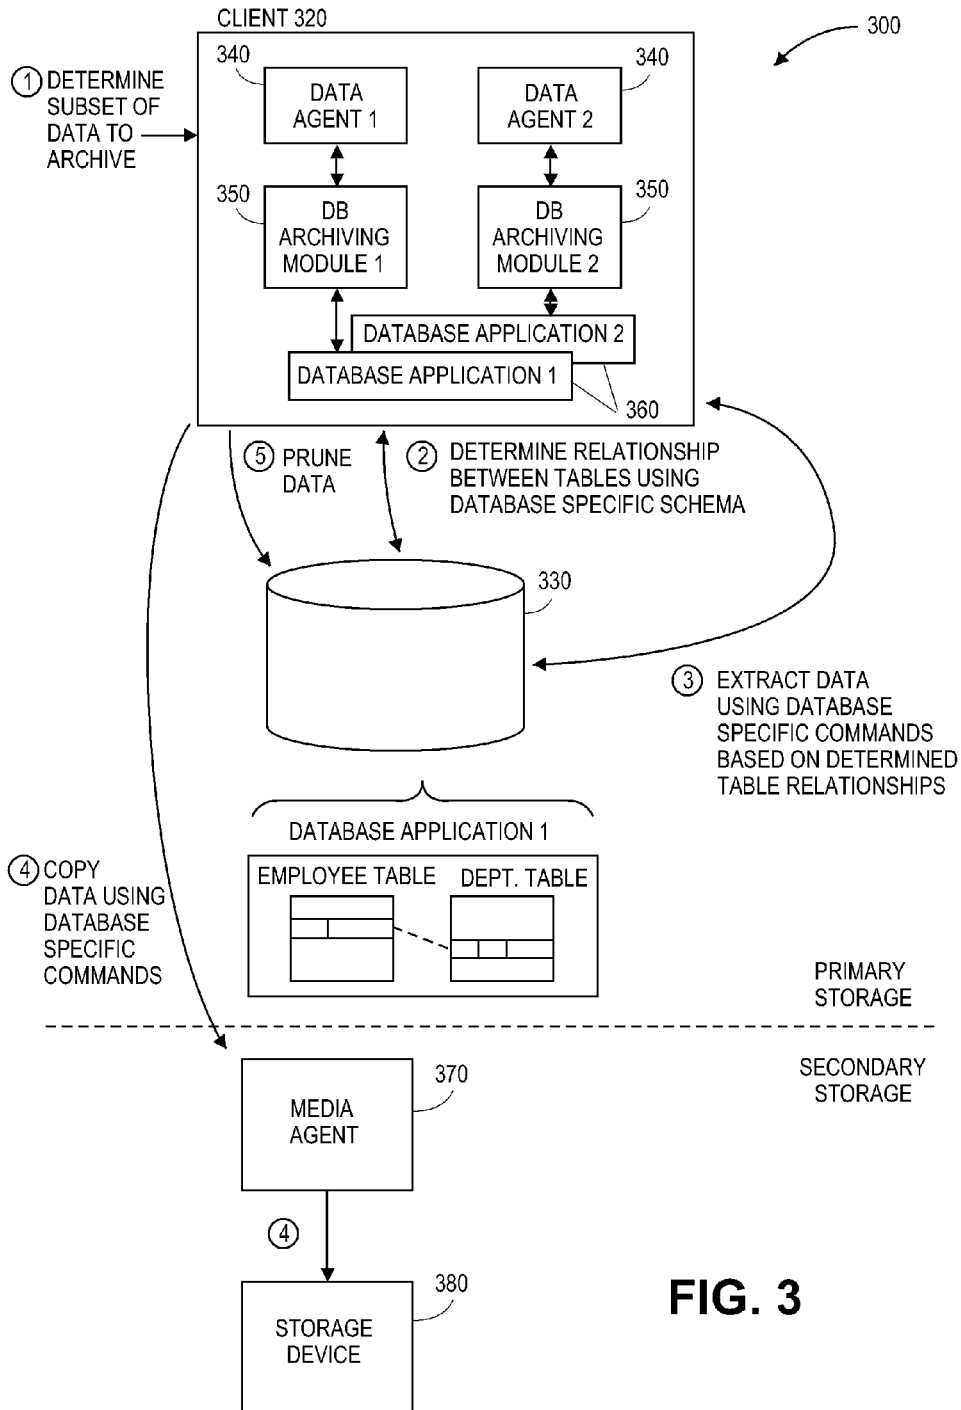 CLIENT 320
300
340
340
1 DETERMINE
SUBSET OF
DATA TO
ARCHIVE
DATA
AGENT 1
DATA
AGENT 2
350
350
DB
ARCHIVING
MODULE 1
DB
ARCHIVING
MODULE 2
DATABASE APPLICATION 2
DATABASE APPLICATION 1
360
5 PRUNE
DATA
2 DETERMINE RELATIONSHIP
BETWEEN TABLES USING
DATABASE SPECIFIC SCHEMA
330
3 EXTRACT DATA
USING DATABASE
SPECIFIC COMMANDS
BASED ON DETERMINED
TABLE RELATIONSHIPS
DATABASE APPLICATION 1
EMPLOYEE TABLE
DEPT. TABLE
4 COPY
DATA USING
DATABASE
SPECIFIC
COMMANDS
PRIMARY
STORAGE
SECONDARY
STORAGE
370
MEDIA
AGENT
4
380
STORAGE
DEVICE
FIG. 3